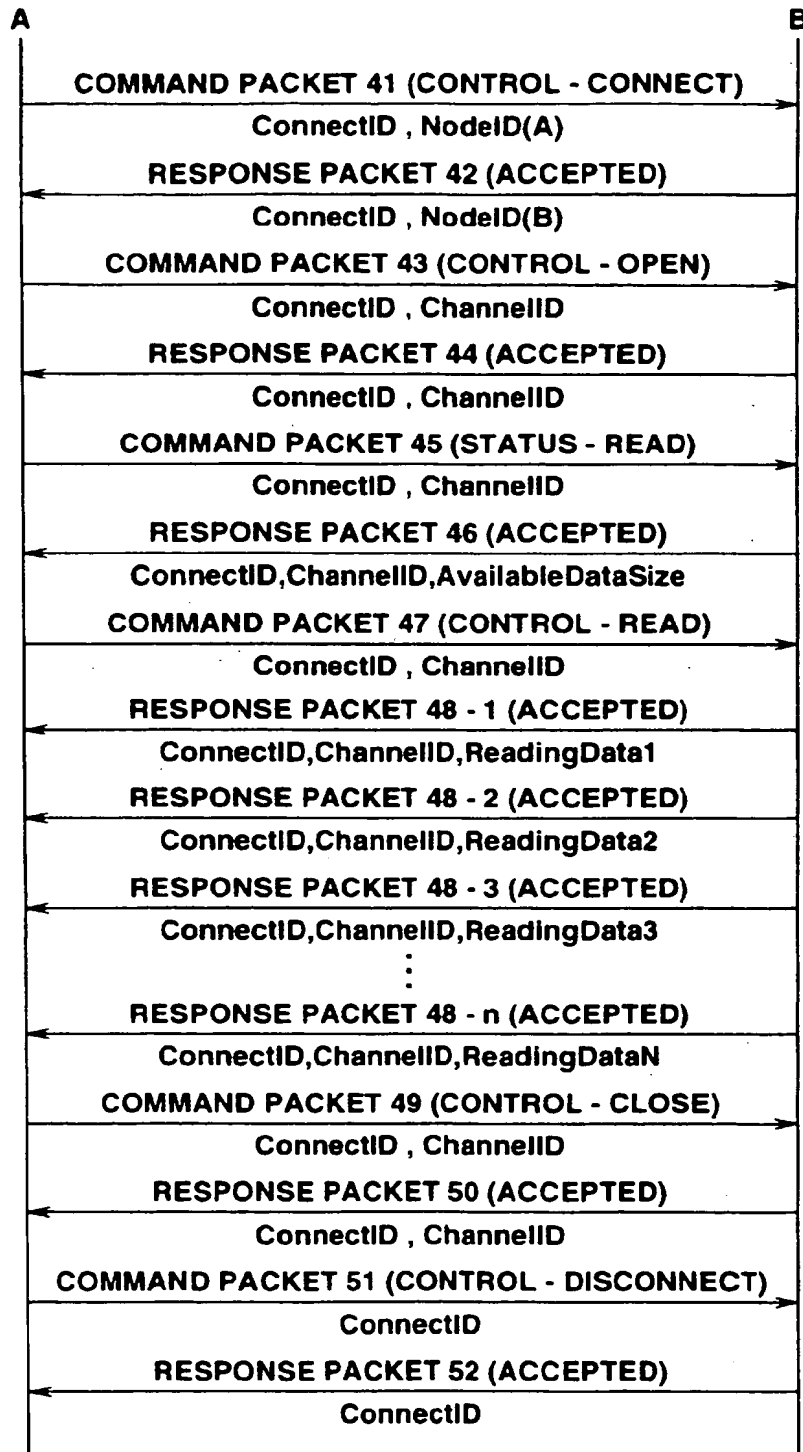 A B
COMMAND PACKET 41 (CONTROL - CONNECT)
ConnectID , NodeID(A)
RESPONSE PACKET 42 (ACCEPTED)
ConnectID , NodeID(B)
COMMAND PACKET 43 (CONTROL - OPEN)
ConnectID , ChannelID
RESPONSE PACKET 44 (ACCEPTED)
ConnectID , ChannelID
COMMAND PACKET 45 (STATUS - READ)
ConnectID , ChannelID
RESPONSE PACKET 46 (ACCEPTED)
ConnectID,ChannelID,AvailableDataSize
COMMAND PACKET 47 (CONTROL - READ)
ConnectID , ChannelID
RESPONSE PACKET 48 - 1 (ACCEPTED)
ConnectID,ChannelID,ReadingData1
RESPONSE PACKET 48 - 2 (ACCEPTED)
ConnectID,ChannelID,ReadingData2
RESPONSE PACKET 48 - 3 (ACCEPTED)
ConnectID,ChannelID,ReadingData3
RESPONSE PACKET 48 - n (ACCEPTED)
ConnectID,ChannelID,ReadingDataN
COMMAND PACKET 49 (CONTROL - CLOSE)
ConnectID , ChannelID
RESPONSE PACKET 50 (ACCEPTED)
ConnectID , ChannelID
COMMAND PACKET 51 (CONTROL - DISCONNECT)
ConnectID
RESPONSE PACKET 52 (ACCEPTED)
ConnectID